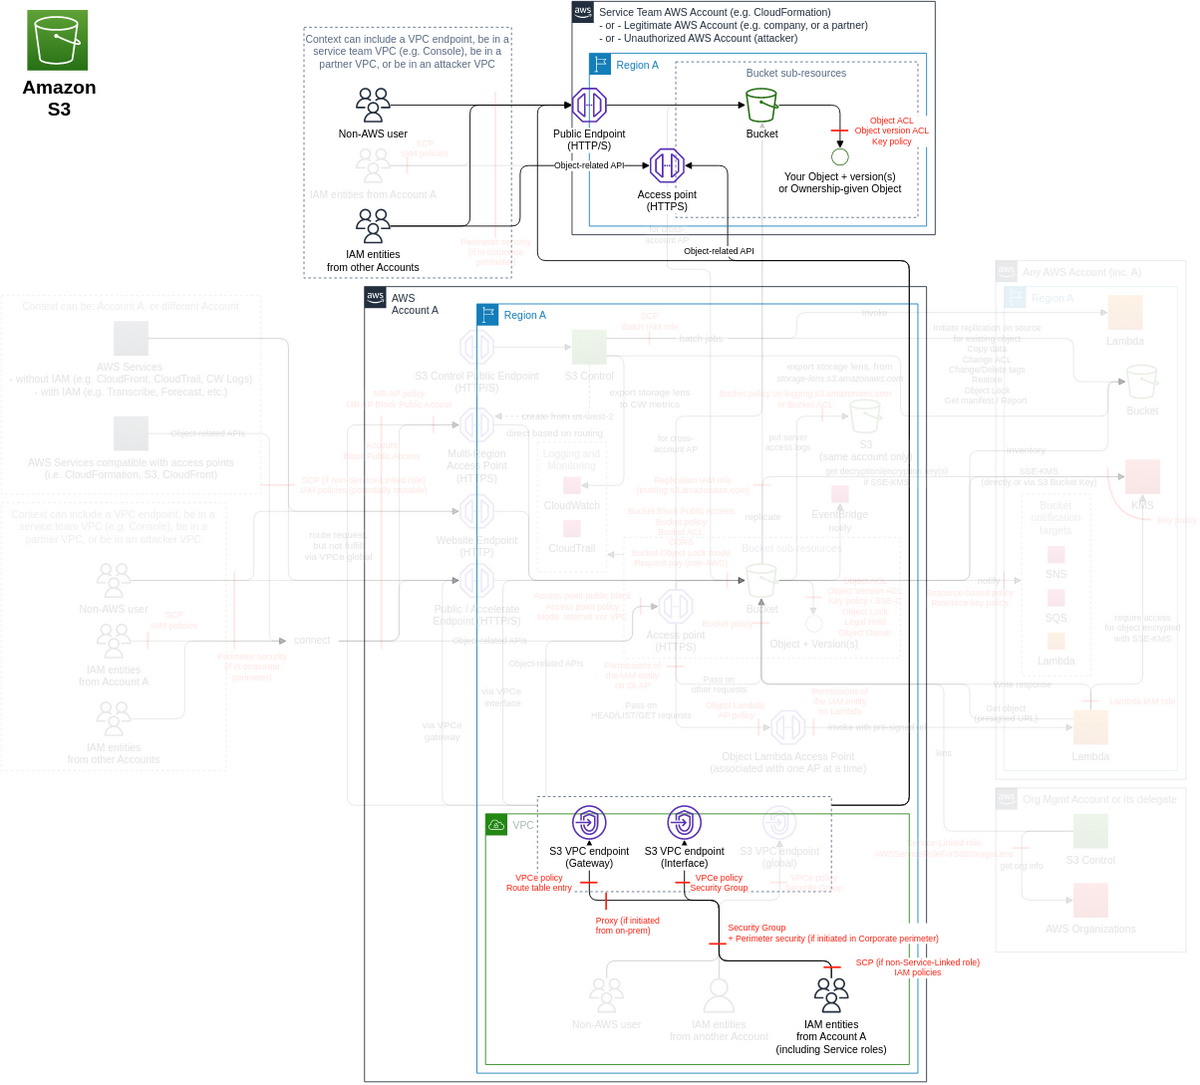 Amazon
S3
Context can include a VPC endpoint, be in a
service team VPC (e.g. Console), be in a
partner VPC, or be in an attacker VPC
Non-AWS user
SCP
IAM policies
IAM entities from Account A
IAM entities
from other Accounts
Perimeter security
(if in corporate
perimeter)
aws
Service Team AWS Account (e.g. CloudFormation)
- or - Legitimate AWS Account (e.g. company, or a partner)
- or - Unauthorized AWS Account (attacker)
Region A
Bucket sub-resources
Public Endpoint
(HTTP/S)
Bucket
Object ACL
Object version ACL
Key policy
Object-related API
Access point
(HTTPS)
Your Object + version(s)
or Ownership-given Object
for cross-
account AP
Object-related API
aws
AWS
Account A
Region A
Context can be: Account A, or different Account
AWS Services
- without IAM (e.g. CloudFront, CloudTrail, CW Logs)
- with IAM (e.g. Transcribe, Forecast, etc.)
Object-related APIs
AWS Services compatible with access points
(i.e. CloudFormation, S3, CloudFront)
Context can include a VPC endpoint, be in a
service team VPC (e.g. Console), be in a
partner VPC, or be in an attacker VPC
Non-AWS user
SCP
IAM policies
IAM entities
from Account A
Perimeter security
(if in corporate
perimeter)
IAM entities
from other Accounts
connect
SCP (if non-Service-Linked role)
IAM policies (potentially mutable)
route request
but not fulfill
via VPCe global
MR AP policy
MR AP Block Public Access
Account
Block Public Access
S3 Control Public Endpoint
(HTTP/S)
S3 Control
SCP
Batch IAM role
batch jobs
invoke
export storage lens
to CW metrics
export storage lens, from
storage-lens.s3.amazonaws.com
Multi-Region
Access Point
(HTTPS)
create from us-west-2
direct based on routing
Logging and
Monitoring
CloudWatch
CloudTrail
Website Endpoint
(HTTP)
Public / Accelerate
Endpoint (HTTP/S)
Object-related APIs
Object-related APIs
via VPCe
interface
via VPCe
gateway
for cross-
account AP
Bucket policy on logging.s3.amazonaws.com
or Bucket ACL
put server
access logs
S3
(same account only)
get decryption/encryption key(s)
if SSE-KMS
EventBridge
notify
replicate
Bucket Block Public Access
Bucket policy
Bucket ACL
CORS
Bucket Object Lock mode
Request pay (non-AWS)
Bucket sub-resources
Bucket
Access point public block
Access point policy
Mode: Internet or VPC
Access point
(HTTPS)
Bucket policy
Object ACL
Object Version ACL
Key policy / SSE-C
Object Lock
Legal Hold
Object Owner
Object + Version(s)
Permissions of
the IAM entity
on OLAP
Pass on
other requests
Pass on
HEAD/LIST/GET requests
Object Lambda
AP policy
Permissions of
the IAM entity
on Lambda
Invoke with pre-signed url
Object Lambda Access Point
(associated with one AP at a time)
aws
Any AWS Account (inc. A)
Region A
Lambda
Initiate replication on source
for existing object
Copy data
Change ACL
Change/Delete tags
Restore
Object Lock
Get manifest / Report
Bucket
inventory
SSE-KMS
(directly or via S3 Bucket Key)
KMS
Key policy
Bucket
notification
targets
SNS
SQS
Lambda
notify
Resource-based policy
Resource key policy
require access
for object encrypted
with SSE-KMS
Write response
Lambda IAM role
Get object
(presigned URL)
Lambda
lens
aws
Org Mgmt Account or its delegate
S3 Control
Service-Linked role
get org info
AWS Organizations
VPC
S3 VPC endpoint
(Gateway)
S3 VPC endpoint
(Interface)
S3 VPC endpoint
(global)
VPCe policy
Route table entry
VPCe policy
Security Group
Proxy (if initiated
from on-prem)
Security Group
+ Perimeter security (if initiated in Corporate perimeter)
SCP (if non-Service-Linked role)
IAM policies
Non-AWS user
IAM entities
from another Account
IAM entities
from Account A
(including Service roles)